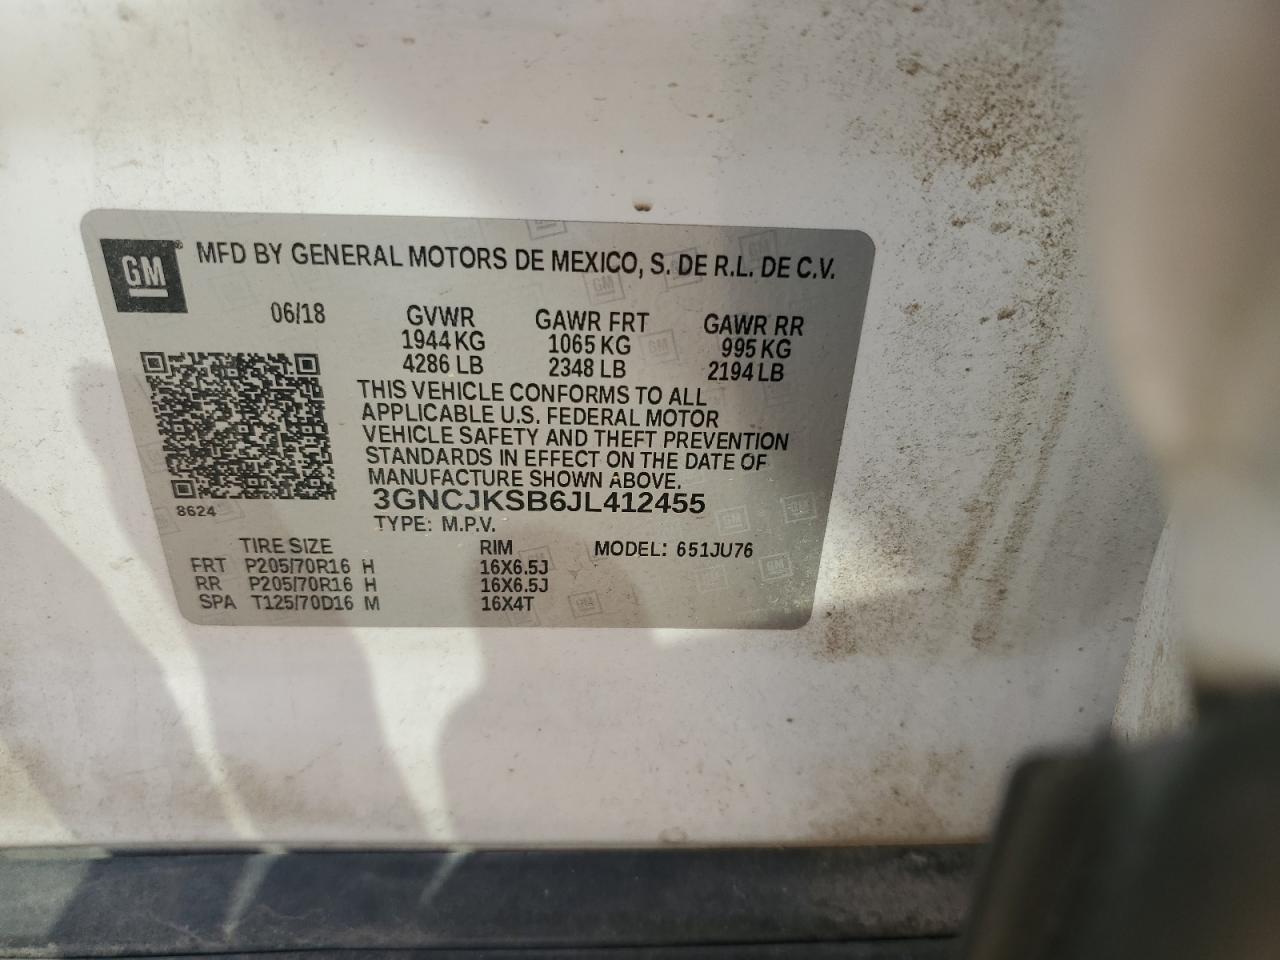 GM® MFD BY GENERAL MOTORS DE MEXICO, S. DE R.L. DE C.V.
06/18 GVWR GAWR FRT GAWR RR
1944 KG 1065 KG 995 KG
4286 LB 2348 LB 2194 LB
THIS VEHICLE CONFORMS TO ALL
APPLICABLE U.S. FEDERAL MOTOR
VEHICLE SAFETY AND THEFT PREVENTION
STANDARDS IN EFFECT ON THE DATE OF
MANUFACTURE SHOWN ABOVE.
3GNCJKSB6JL412455
8624
TYPE: M.P.V.
TIRE SIZE RIM MODEL: 651JU76
FRT P205/70R16 H 16X6.5J
RR P205/70R16 H 16X6.5J
SPA T125/70D16 M 16X4T